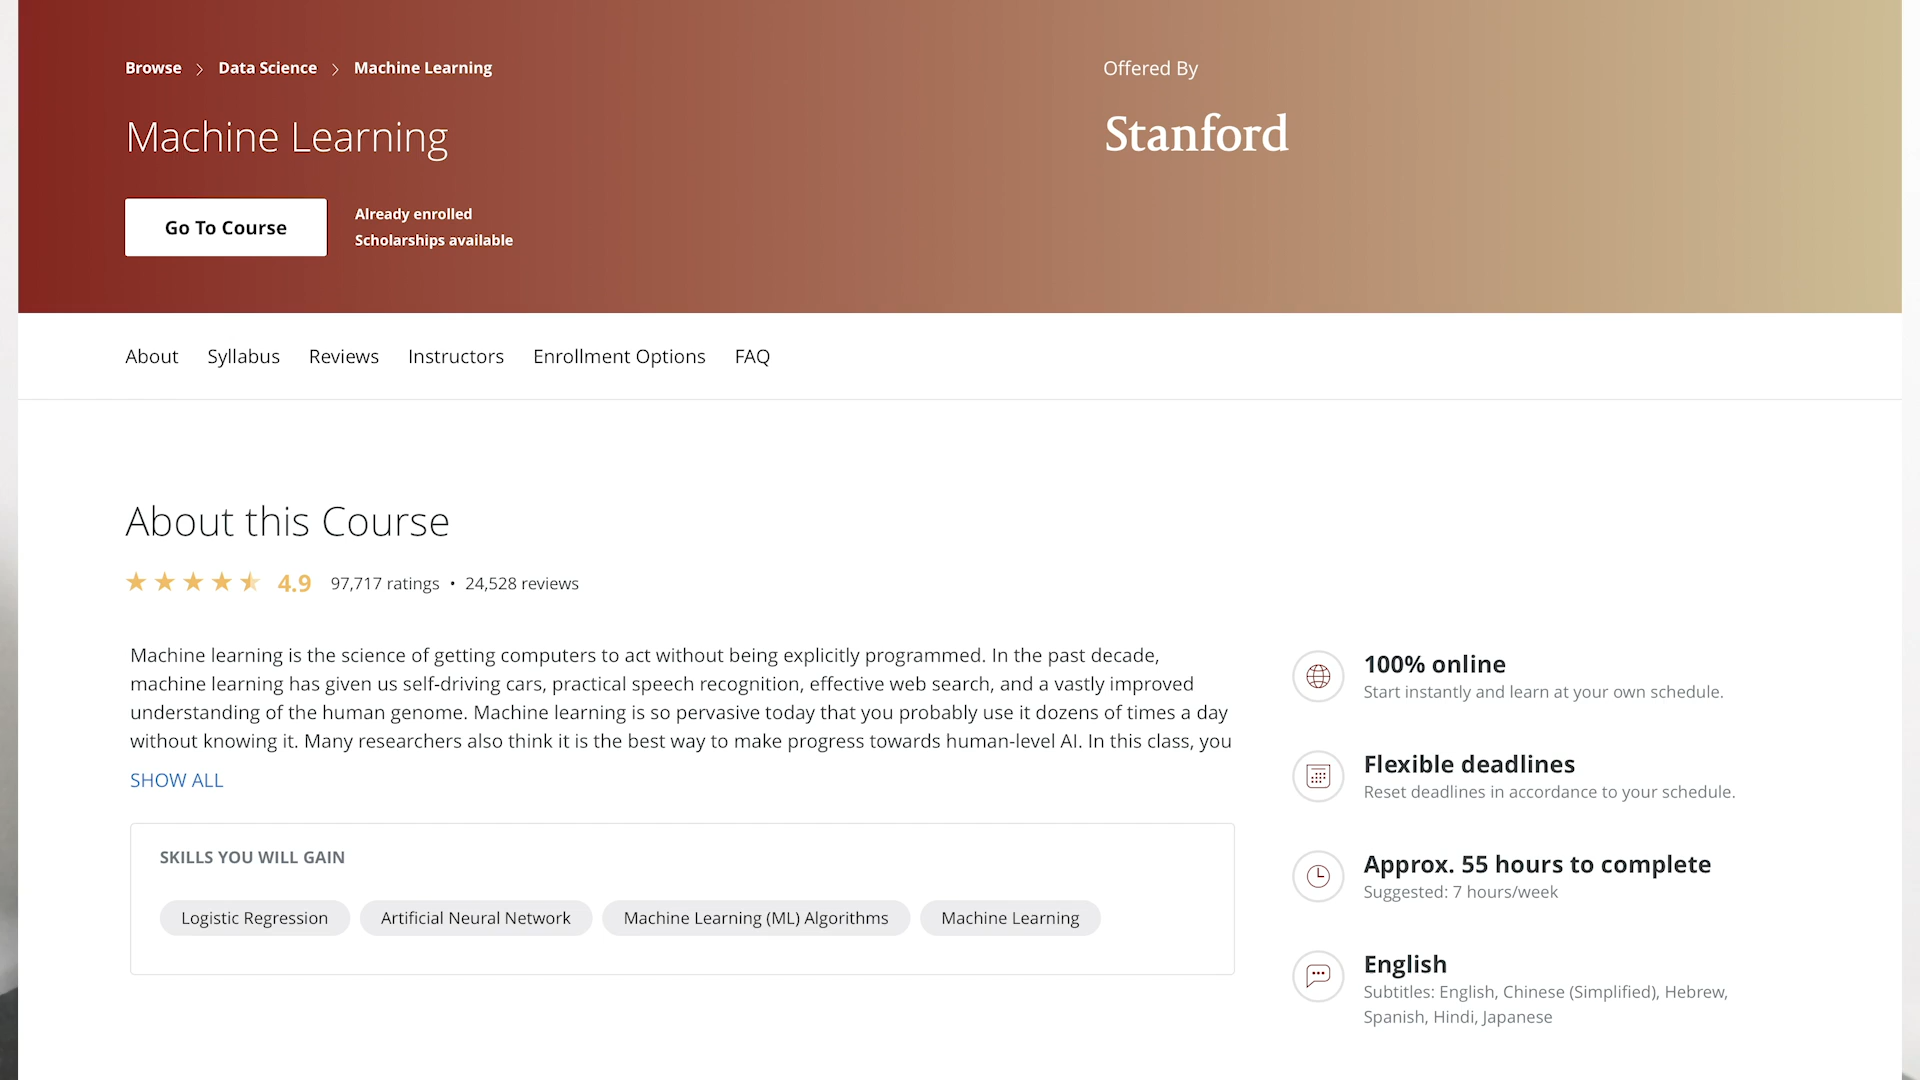 Browse > Data Science > Machine Learning
Machine Learning
Go To Course
Already enrolled
Scholarships available
Offered By
Stanford
About Syllabus Reviews Instructors Enrollment Options FAQ
About this Course
4.9 97,717 ratings • 24,528 reviews
Machine learning is the science of getting computers to act without being explicitly programmed. In the past decade,
machine learning has given us self-driving cars, practical speech recognition, effective web search, and a vastly improved
understanding of the human genome. Machine learning is so pervasive today that you probably use it dozens of times a day
without knowing it. Many researchers also think it is the best way to make progress towards human-level AI. In this class, you
SHOW ALL
SKILLS YOU WILL GAIN
Logistic Regression Artificial Neural Network Machine Learning (ML) Algorithms Machine Learning
100% online
Start instantly and learn at your own schedule.
Flexible deadlines
Reset deadlines in accordance to your schedule.
Approx. 55 hours to complete
Suggested: 7 hours/week
English
Subtitles: English, Chinese (Simplified), Hebrew,
Spanish, Hindi, Japanese